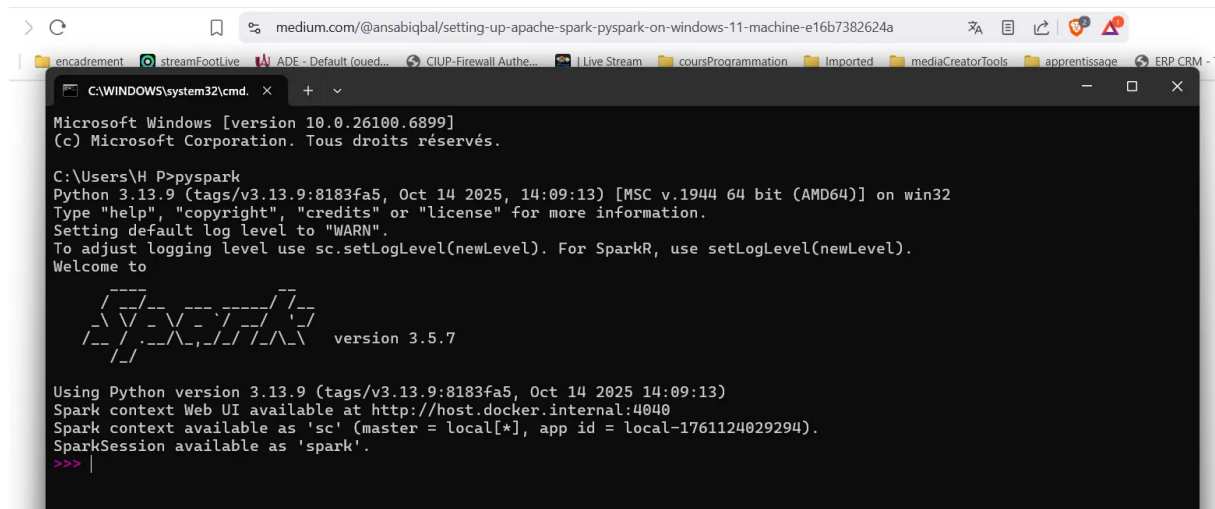 medium.com/@ansabiqbal/setting-up-apache-spark-pyspark-on-windows-11-machine-e16b7382624a
encadrement streamFootLive ADE - Default (oued... CIUP-Firewall Authe... | Live Stream coursProgrammation Imported mediaCreatorTools apprentissage ERP CRM -
C:\WINDOWS\system32\cmd.
Microsoft Windows [version 10.0.26100.6899]
(c) Microsoft Corporation. Tous droits réservés.
C:\Users\H P>pyspark
Python 3.13.9 (tags/v3.13.9:8183fa5, Oct 14 2025, 14:09:13) [MSC v.1944 64 bit (AMD64)] on win32
Type "help", "copyright", "credits" or "license" for more information.
Setting default log level to "WARN".
To adjust logging level use sc.setLogLevel(newLevel). For SparkR, use setLogLevel(newLevel).
Welcome to
Spark version 3.5.7
Using Python version 3.13.9 (tags/v3.13.9:8183fa5, Oct 14 2025 14:09:13)
Spark context Web UI available at http://host.docker.internal:4040
Spark context available as 'sc' (master = local[*], app id = local-1761124029294).
SparkSession available as 'spark'.
>>>